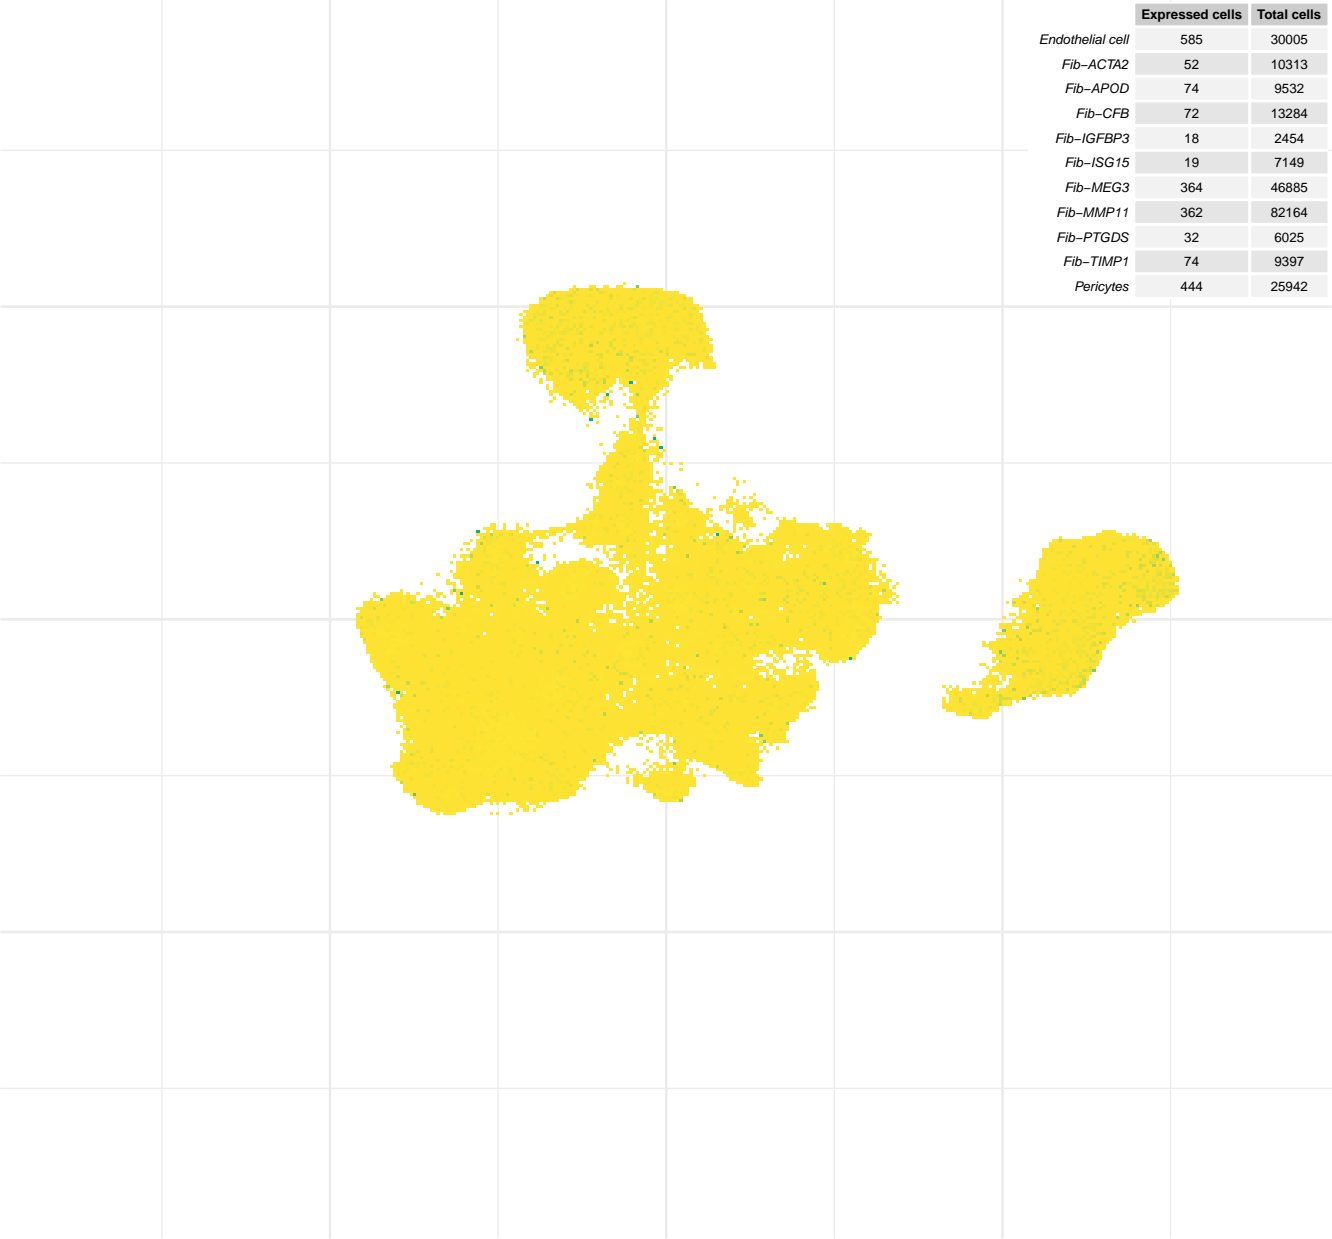 Expressed cells Total cells
Endothelial cell 585 30005
Fib−ACTA2 52 10313
Fib−APOD 74 9532
Fib−CFB 72 13284
Fib−IGFBP3 18 2454
Fib−ISG15 19 7149
Fib−MEG3 364 46885
Fib−MMP11 362 82164
Fib−PTGDS 32 6025
Fib−TIMP1 74 9397
Pericytes 444 25942